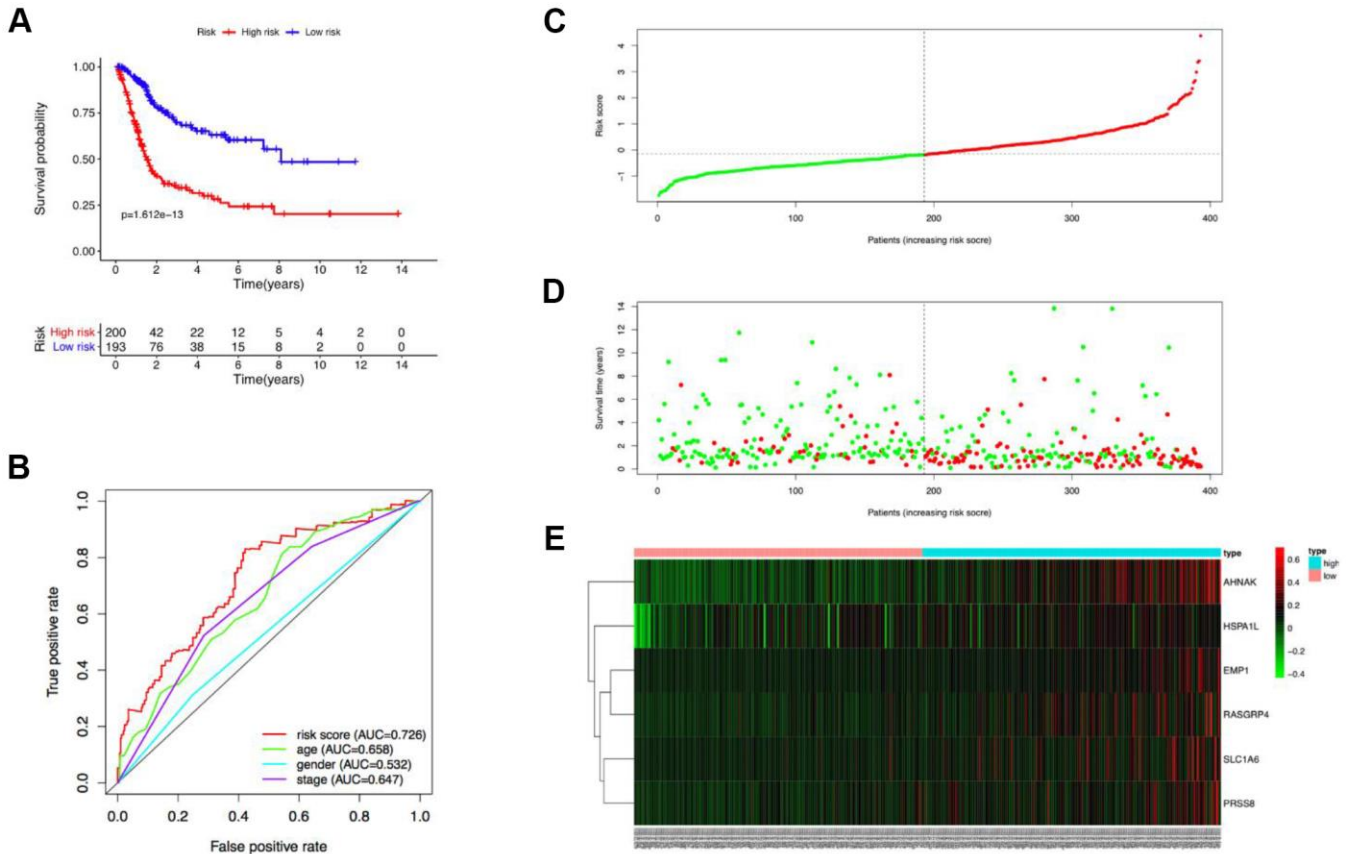 A
Risk High risk Low risk
Survival probability
1.00
0.75
0.50
0.25
0.00
p=1.612e−13
0 2 4 6 8 10 12 14
Time(years)
Risk
High risk 200 42 22 12 5 4 2 0
Low risk 193 76 38 15 8 2 0 0
0 2 4 6 8 10 12 14
Time(years)
B
True positive rate
1.0
0.8
0.6
0.4
0.2
0.0
risk score (AUC=0.726)
age (AUC=0.658)
gender (AUC=0.532)
stage (AUC=0.647)
0.0 0.2 0.4 0.6 0.8 1.0
False positive rate
C
Risk score
4
3
2
1
0
−1
0 100 200 300 400
Patients (increasing risk socre)
D
Survival time (years)
14
12
10
8
6
4
2
0
0 100 200 300 400
Patients (increasing risk socre)
E
type
AHNAK
HSPA1L
EMP1
RASGRP4
SLC1A6
PRSS8
0.6
0.4
0.2
0
−0.2
−0.4
type
high
low